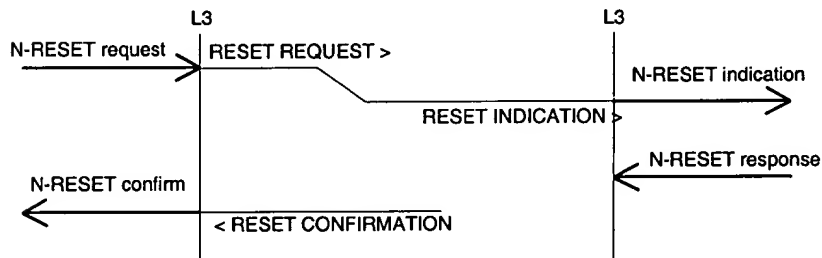 L3
L3
N-RESET request
RESET REQUEST >
N-RESET indication
RESET INDICATION >
N-RESET response
N-RESET confirm
< RESET CONFIRMATION